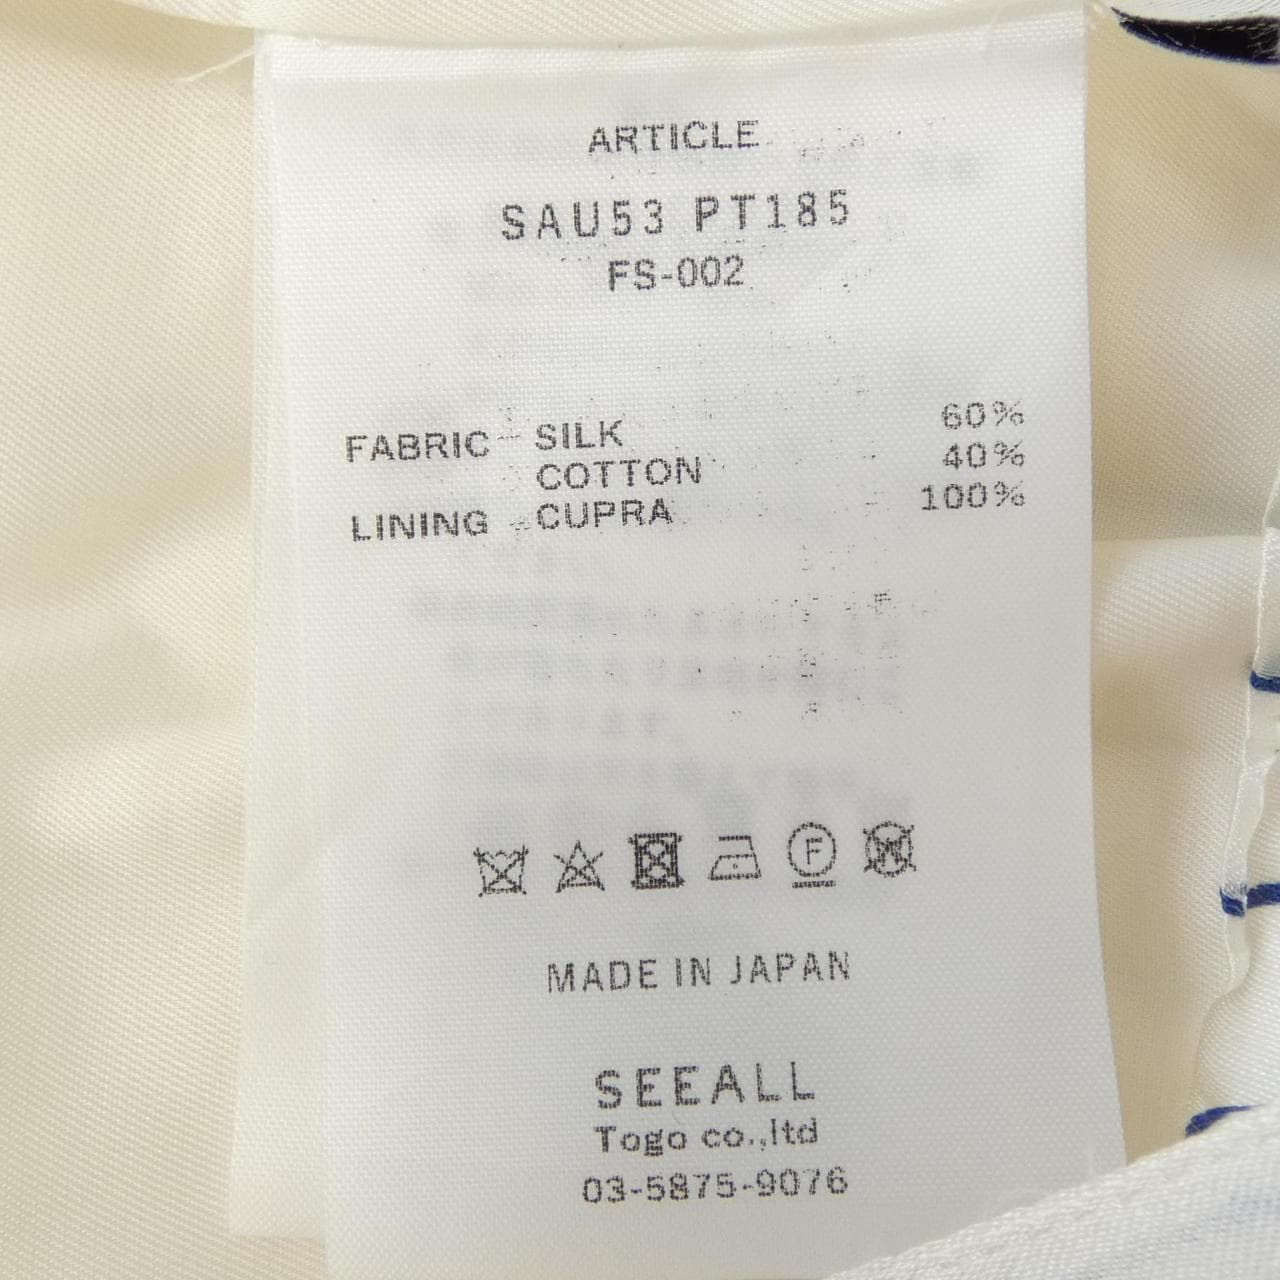 ARTICLE
SAU53 PT185
FS-002
FABRIC - SILK 60%
COTTON 40%
LINING - CUPRA 100%
F
W
MADE IN JAPAN
SEEALL
Togo co.,ltd
03-5875-9076